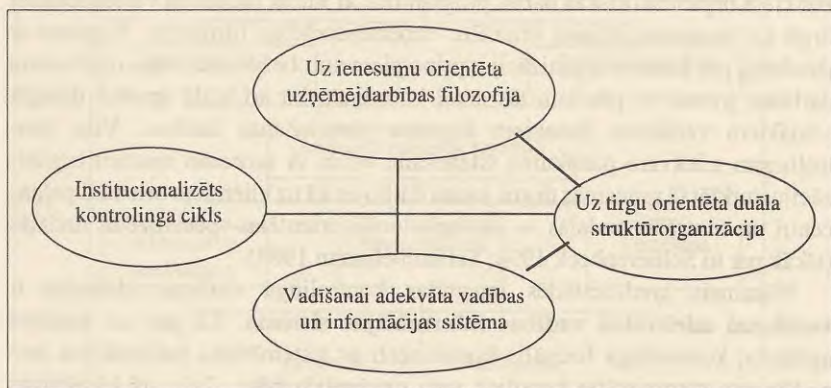 Uz ienesumu orientēta
uzņēmējdarbības filozofija
Institucionalizēts
kontrolinga cikls
Uz tirgu orientēta duāla
struktūrorganizācija
Vadīšanai adekvāta vadības
un informācijas sistēma